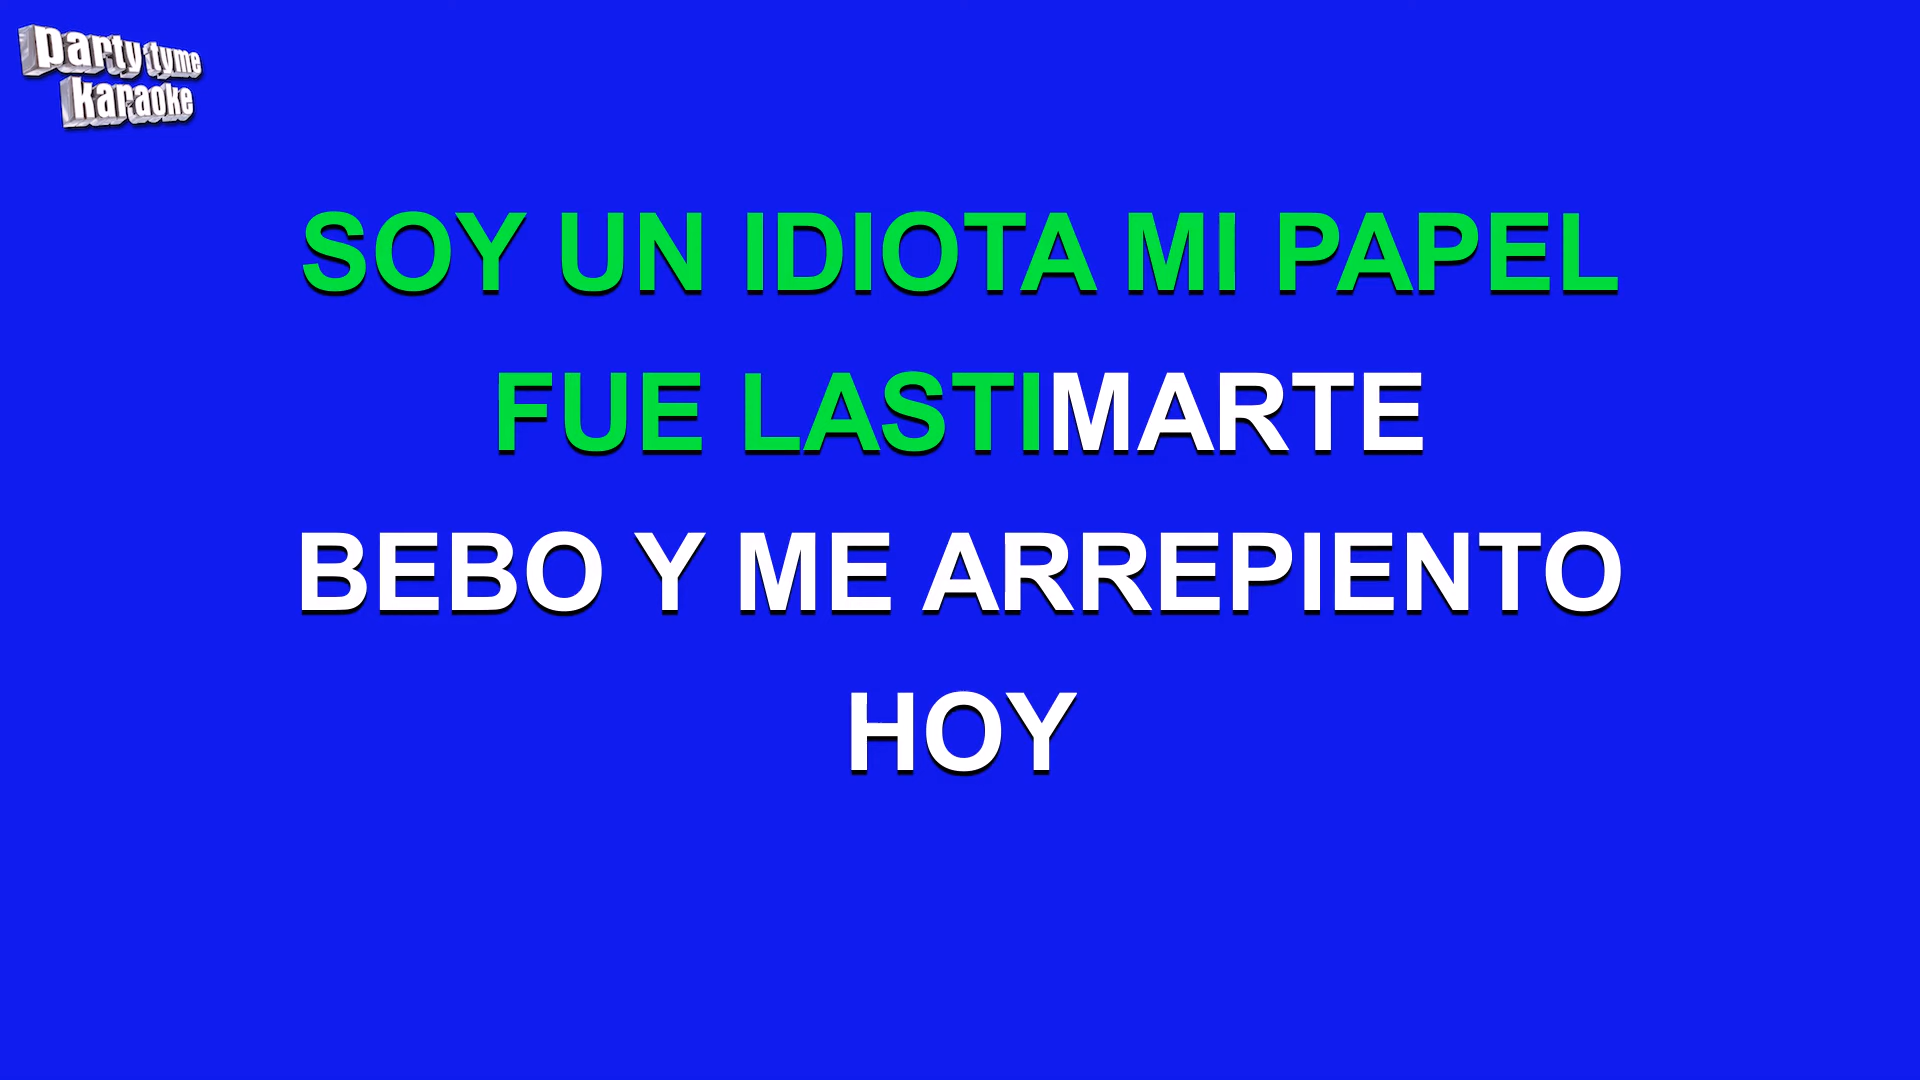 party tyme
karaoke
SOY UN IDIOTA MI PAPEL
FUE LASTIMARTE
BEBO Y ME ARREPIENTO
HOY